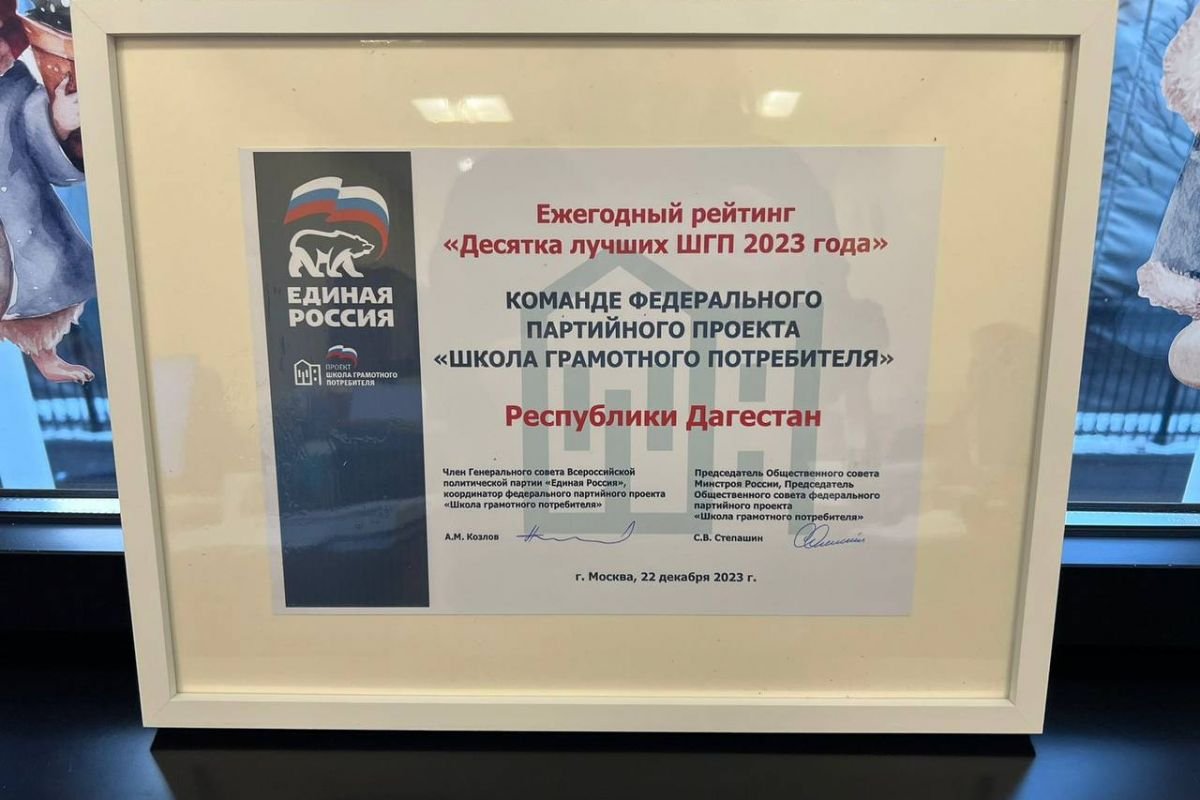 ЕДИНАЯ
РОССИЯ
ПРОЕКТ
ШКОЛА ГРАМОТНОГО
ПОТРЕБИТЕЛЯ
Ежегодный рейтинг
«Десятка лучших ШГП 2023 года»
КОМАНДЕ ФЕДЕРАЛЬНОГО
ПАРТИЙНОГО ПРОЕКТА
«ШКОЛА ГРАМОТНОГО ПОТРЕБИТЕЛЯ»
Республики Дагестан
Член Генерального совета Всероссийской
политической партии «Единая Россия»,
координатор федерального партийного проекта
«Школа грамотного потребителя»
А.М. Козлов
Председатель Общественного совета
Минстроя России, Председатель
Общественного совета федерального
партийного проекта
«Школа грамотного потребителя»
С.В. Степашин
г. Москва, 22 декабря 2023 г.